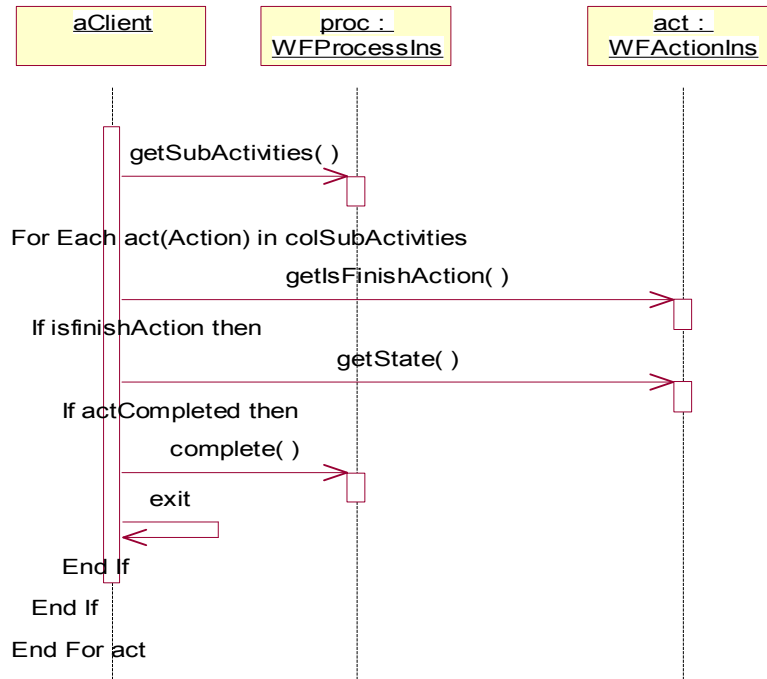 aClient
proc :
WFProcessIns
act :
WFActionIns
getSubActivities( )
For Each act(Action) in colSubActivities
getIsFinishAction( )
If isfinishAction then
getState( )
If actCompleted then
complete( )
exit
End If
End If
End For act